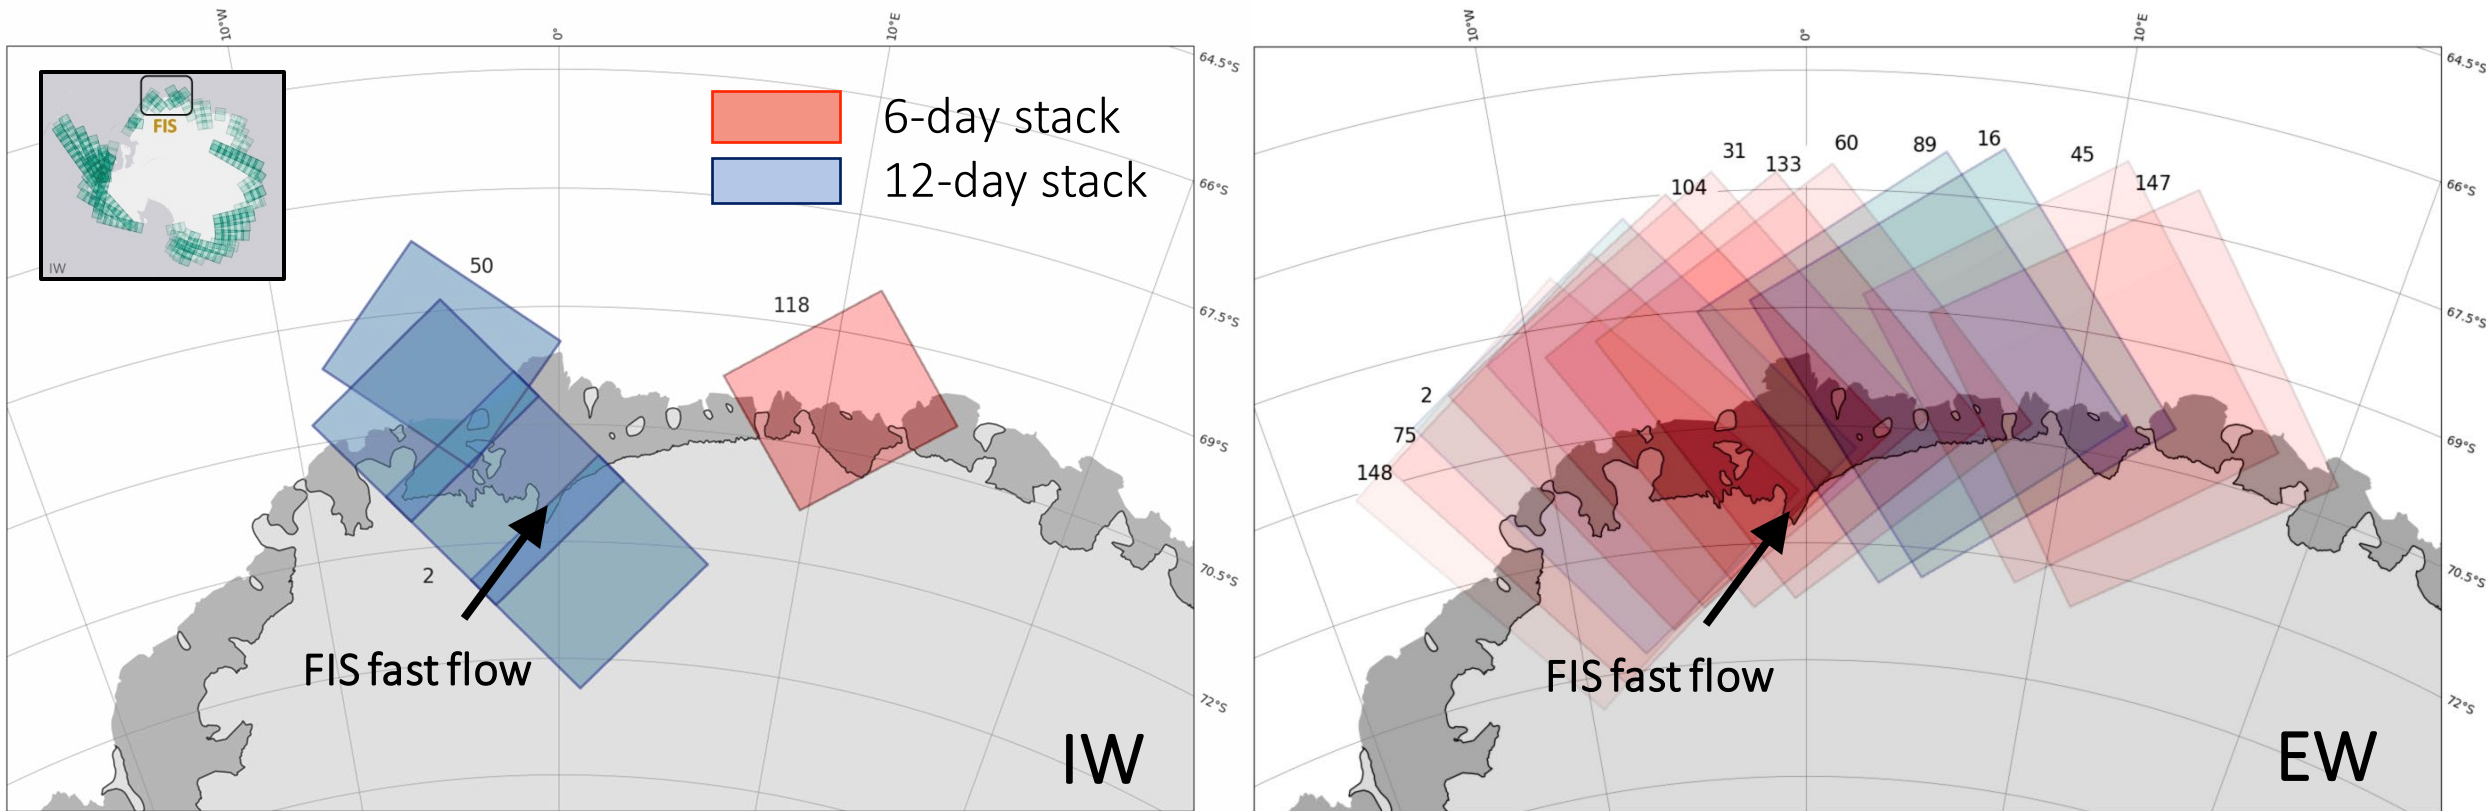 10°W
0°
10°E
64.5°S
66°S
67.5°S
69°S
70.5°S
72°S
FIS
IW
6-day stack
12-day stack
50
118
2
FIS fast flow
IW
10°W
0°
10°E
64.5°S
66°S
67.5°S
69°S
70.5°S
72°S
31
133
60
89
16
45
147
104
2
75
148
FIS fast flow
EW